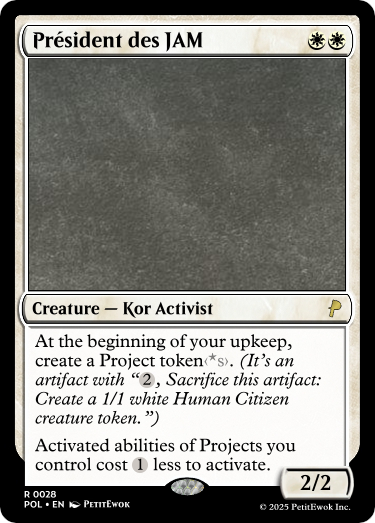 Président des JAM
Creature — Kor Activist
At the beginning of your upkeep,
create a Project token‹*s›. (It's an
artifact with “2, Sacrifice this artifact:
Create a 1/1 white Human Citizen
creature token.”)
Activated abilities of Projects you
control cost 1 less to activate.
2/2
R 0028
POL • EN PETITEWOK
© 2025 PetitEwok Inc.